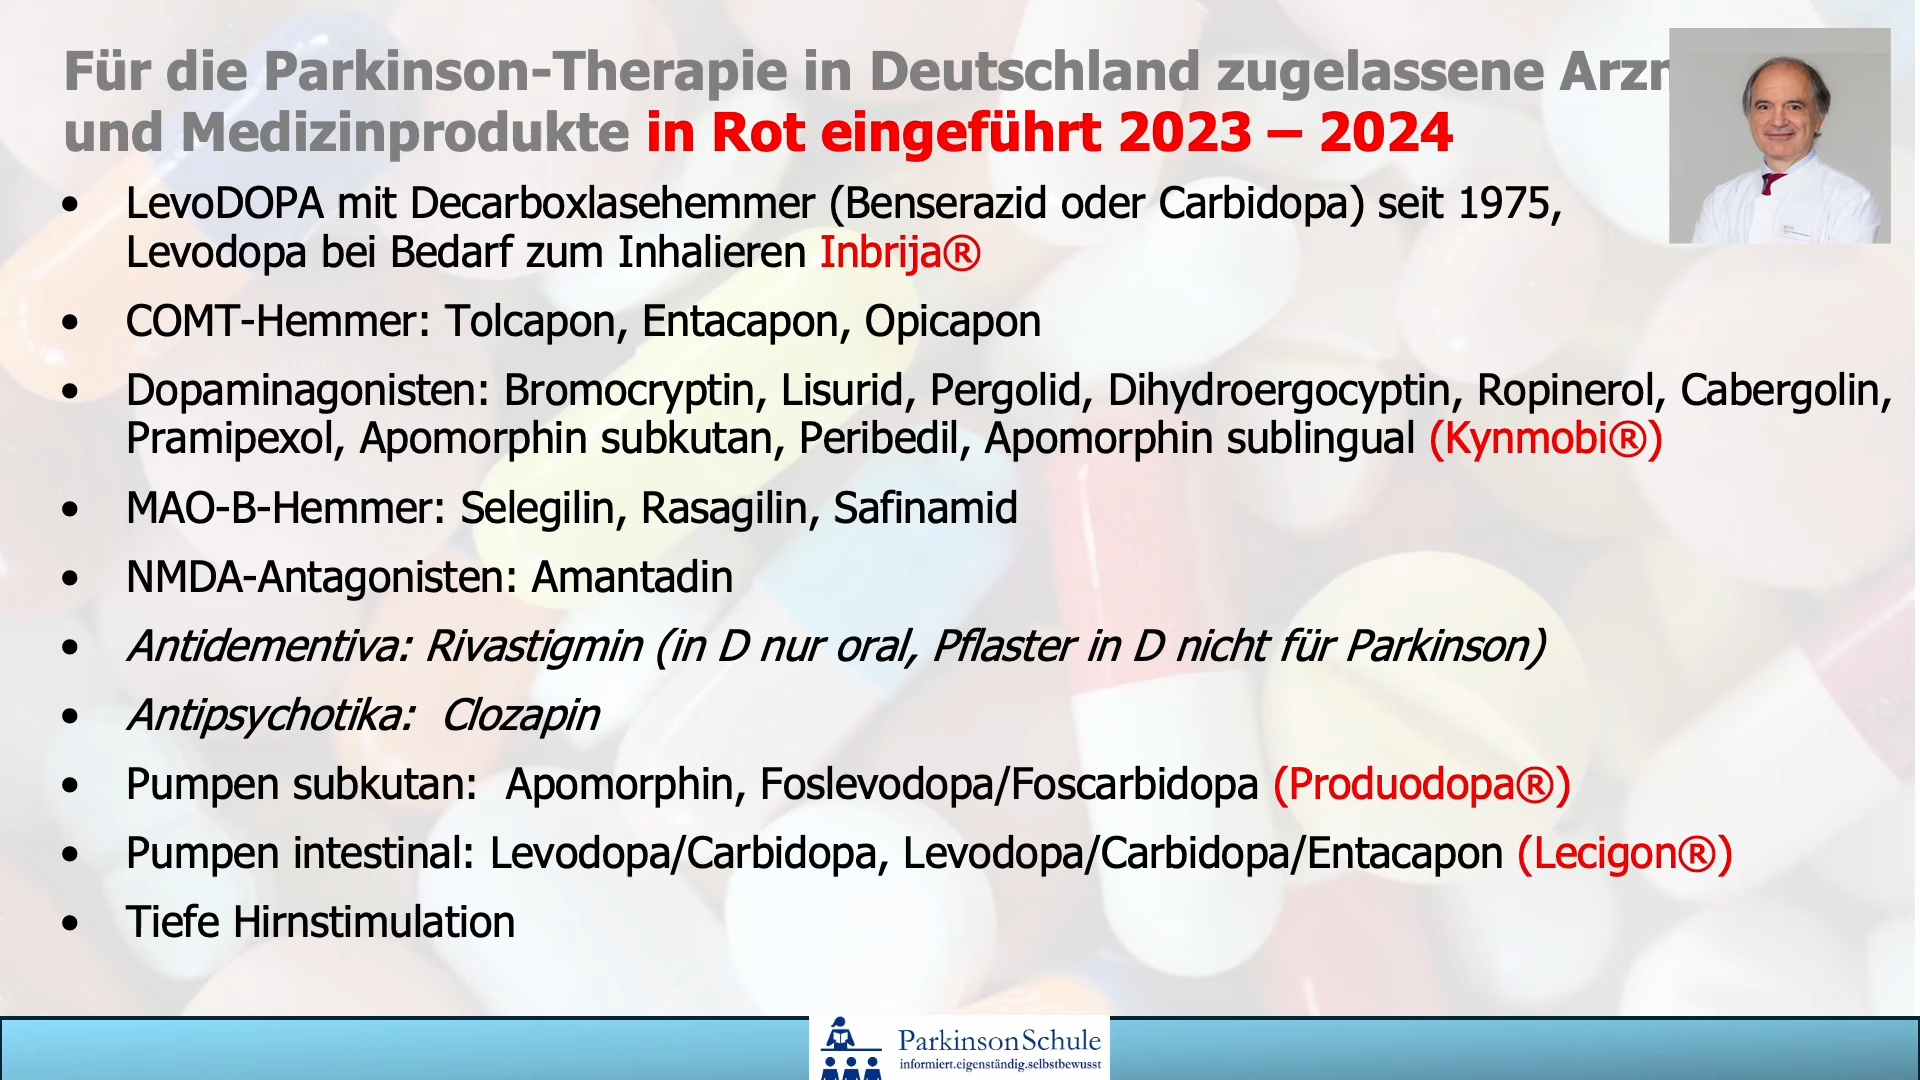 Für die Parkinson-Therapie in Deutschland zugelassene
und Medizinprodukte in Rot eingeführt 2023 – 2024
• LevoDOPA mit Decarboxlasehemmer (Benserazid oder Carbidopa) seit 1975,
Levodopa bei Bedarf zum Inhalieren Inbrija®
• COMT-Hemmer: Tolcapon, Entacapon, Opicapon
• Dopaminagonisten: Bromocryptin, Lisurid, Pergolid, Dihydroergocyptin, Ropinerol, Cabergolin,
Pramipexol, Apomorphin subkutan, Peribedil, Apomorphin sublingual (Kynmobi®)
• MAO-B-Hemmer: Selegilin, Rasagilin, Safinamid
• NMDA-Antagonisten: Amantadin
• Antidementiva: Rivastigmin (in D nur oral, Pflaster in D nicht für Parkinson)
• Antipsychotika: Clozapin
• Pumpen subkutan: Apomorphin, Foslevodopa/Foscarbidopa (Produodopa®)
• Pumpen intestinal: Levodopa/Carbidopa, Levodopa/Carbidopa/Entacapon (Lecigon®)
• Tiefe Hirnstimulation
ParkinsonSchule
informiert.eigenständig.selbstbewusst